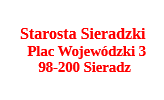 Starosta Sieradzki
Plac Wojewódzki 3
98-200 Sieradz